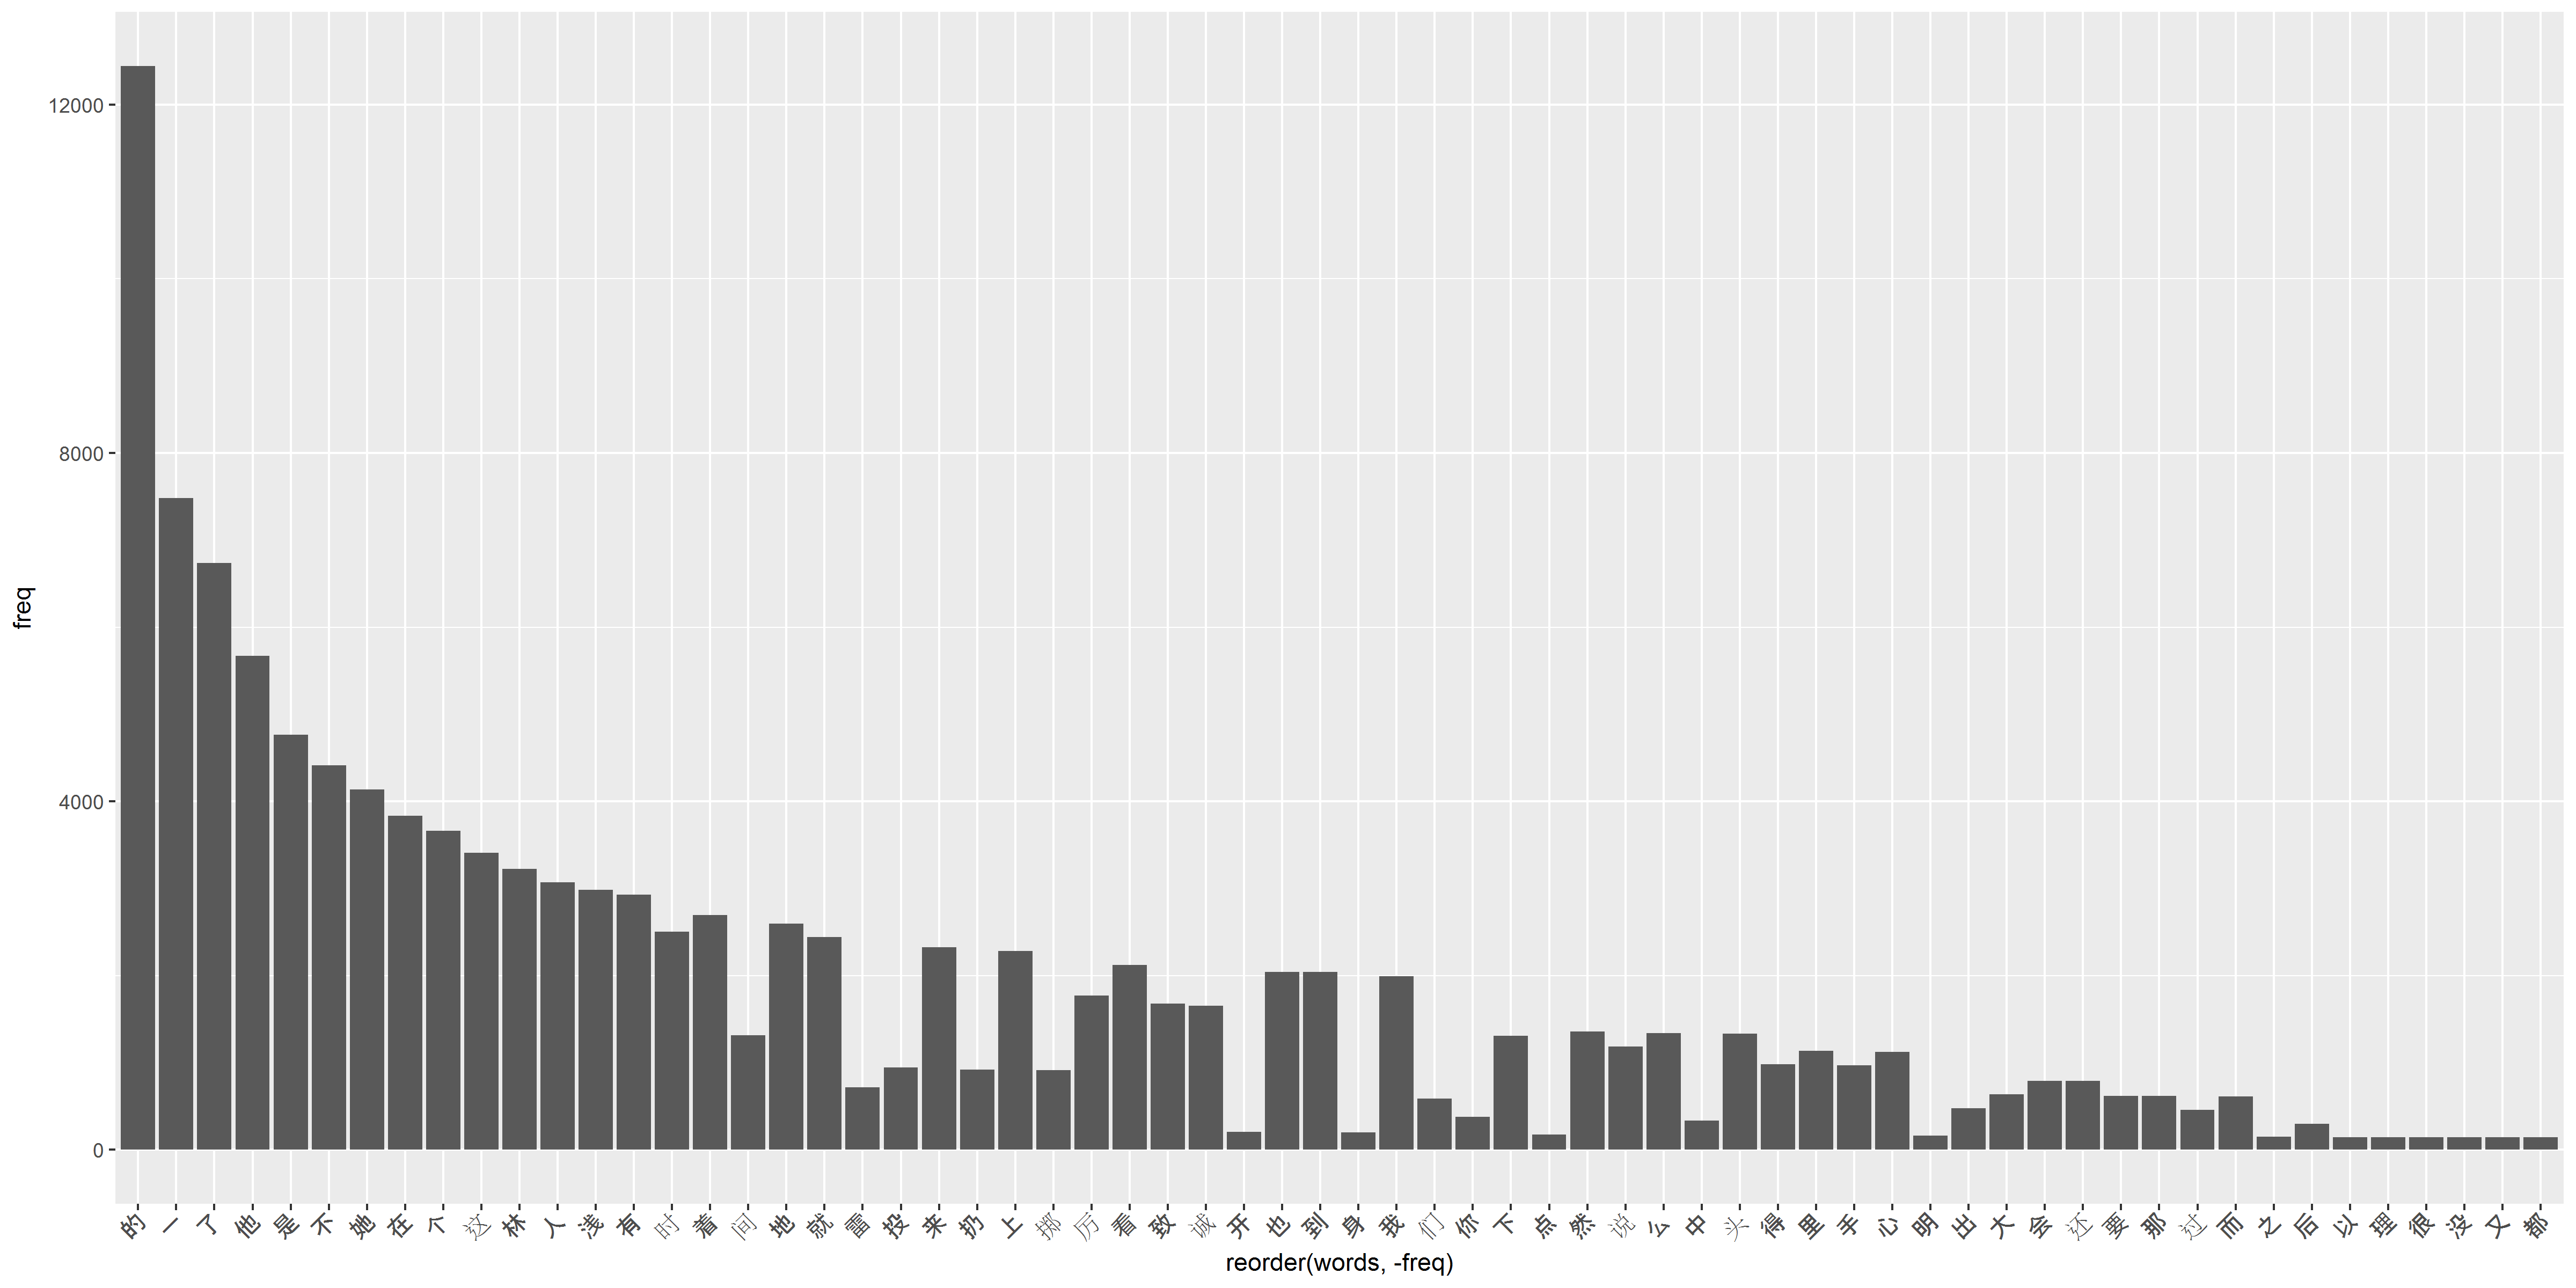 12000
8000
4000
0
freq
的 一 了 他 是 不 她 在 个 这 林 人 浅 有 时 着 间 地 就 雷 投 来 扔 上 掷 厉 看 致 诚 开 也 到 身 我 们 你 下 点 然 说 么 中 头 得 里 手 心 明 出 大 会 还 要 那 过 而 之 后 以 理 很 没 又 都
reorder(words, -freq)